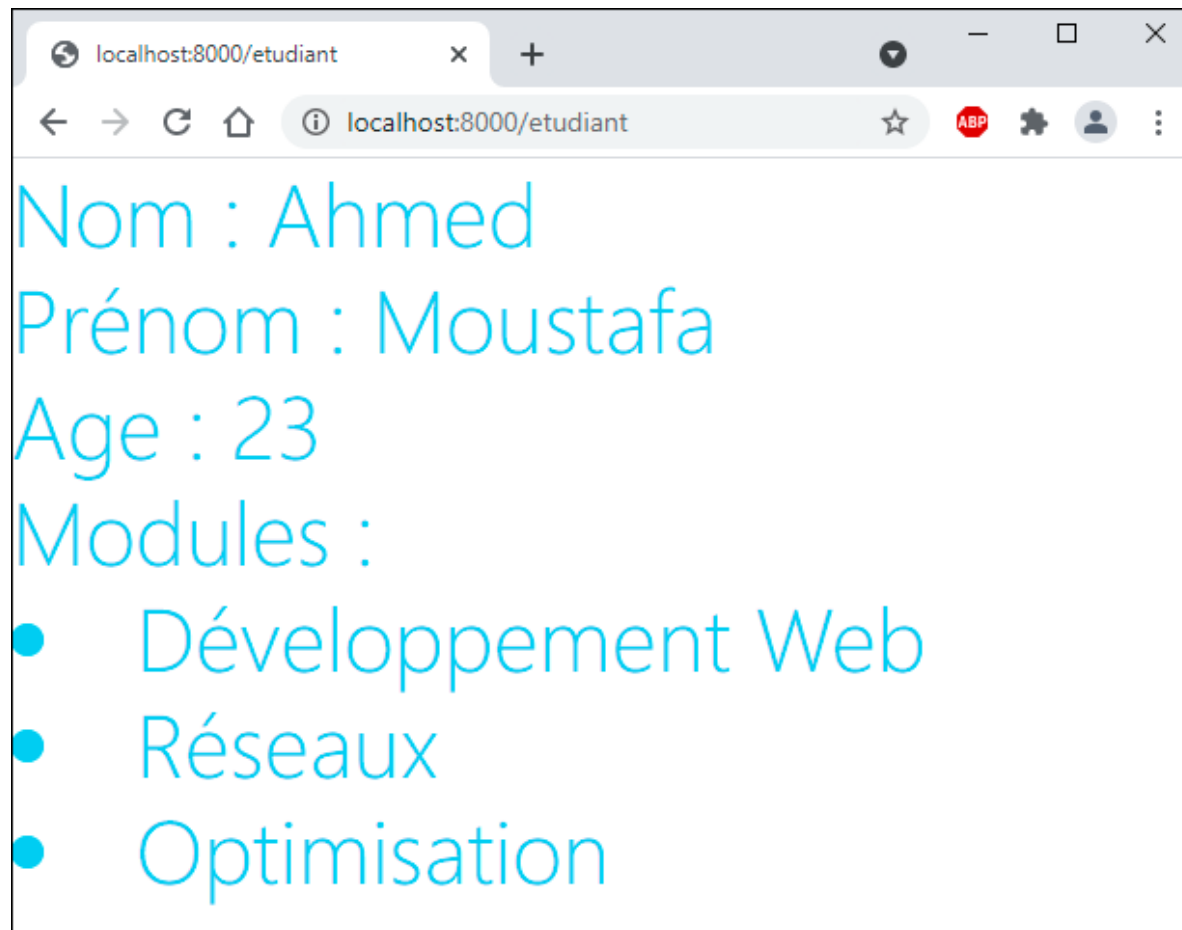 localhost:8000/etudiant
localhost:8000/etudiant
ABP
Nom : Ahmed
Prénom : Moustafa
Age : 23
Modules :
• Développement Web
• Réseaux
• Optimisation